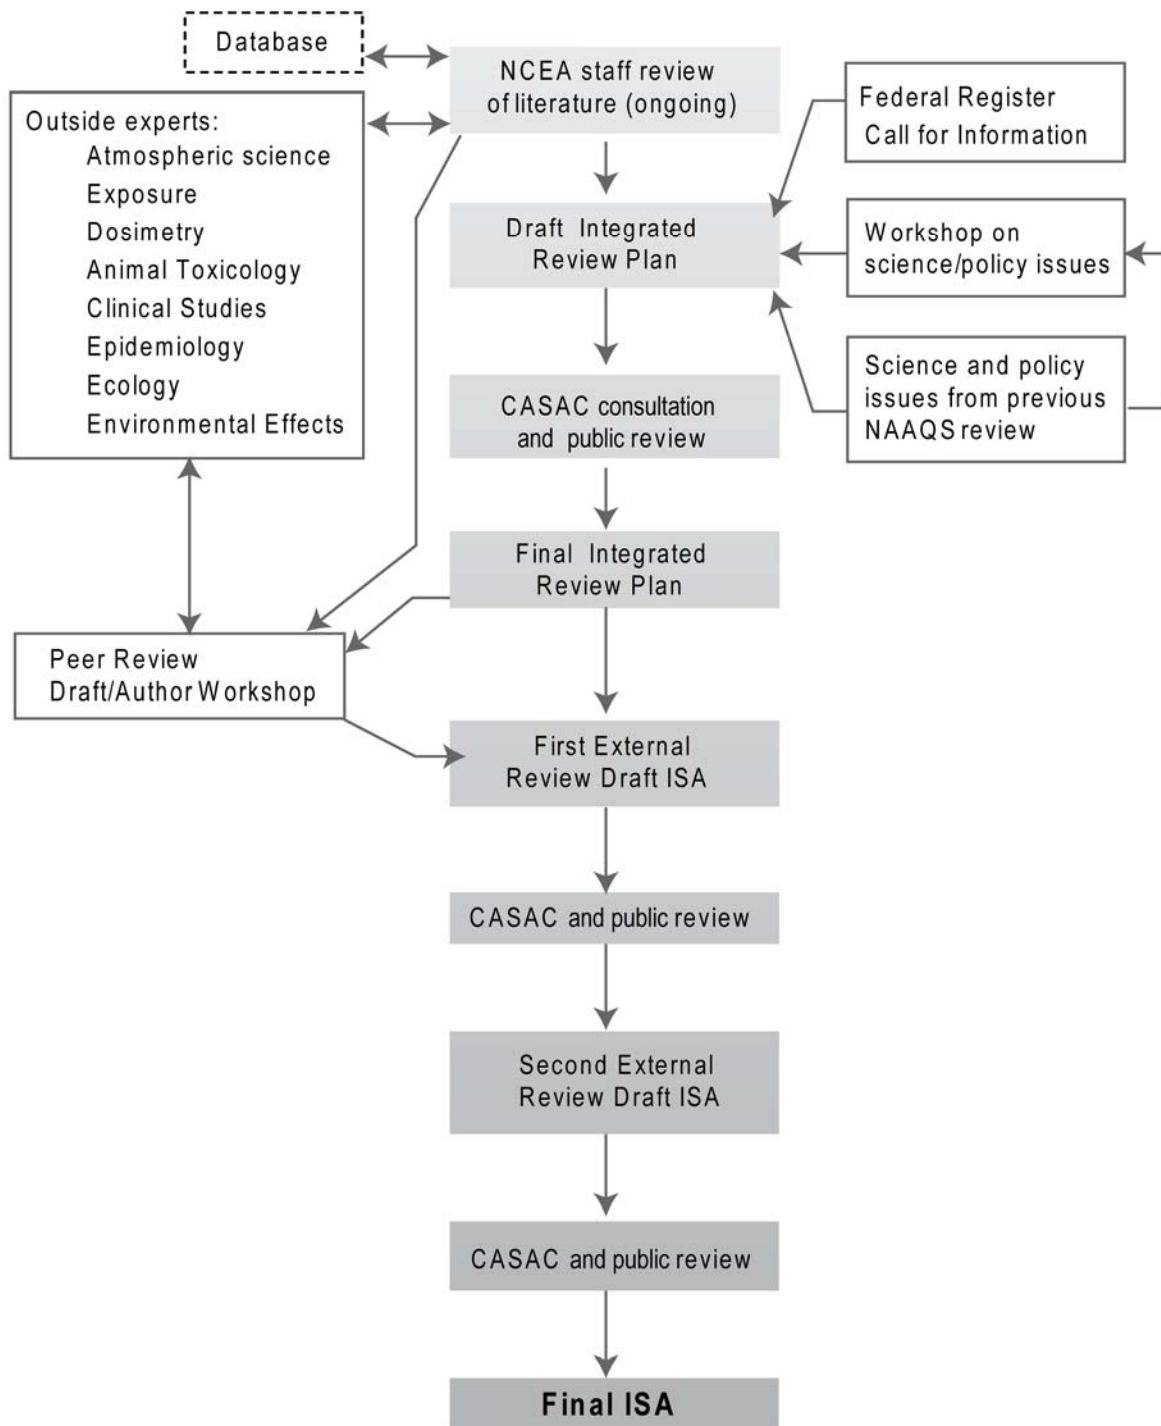 Database
NCEA staff review
of literature (ongoing)
Federal Register
Call for Information
Outside experts:
Atmospheric science
Exposure
Dosimetry
Animal Toxicology
Clinical Studies
Epidemiology
Ecology
Environmental Effects
Draft Integrated
Review Plan
Workshop on
science/policy issues
Science and policy
issues from previous
NAAQS review
CASAC consultation
and public review
Final Integrated
Review Plan
Peer Review
Draft/Author Workshop
First External
Review Draft ISA
CASAC and public review
Second External
Review Draft ISA
CASAC and public review
Final ISA